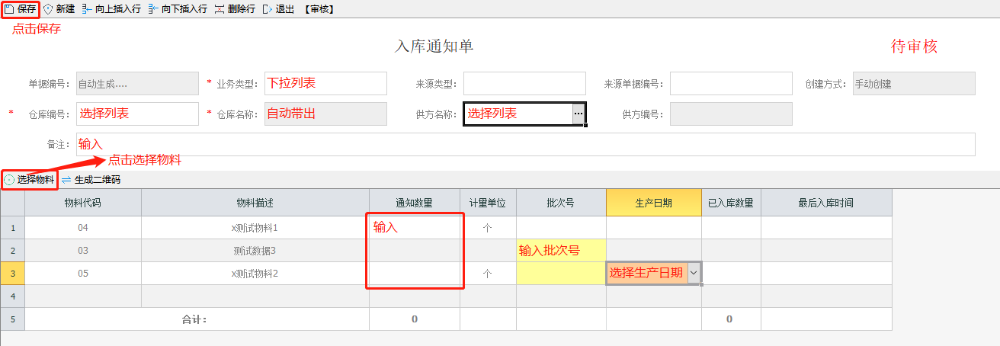 保存 新建 向上插入行 向下插入行 删除行 退出 【审核】
点击保存
入库通知单 待审核
单据编号: 自动生成.... * 业务类型: 下拉列表 来源类型: 来源单据编号: 创建方式: 手动创建
* 仓库编号: 选择列表 * 仓库名称: 自动带出 供方名称: 选择列表 ... 供方编号:
备注: 输入
点击选择物料
选择物料 生成二维码
物料代码 物料描述 通知数量 计量单位 批次号 生产日期 已入库数量 最后入库时间
1 04 x测试物料1 输入 个
2 03 测试数据3 输入批次号
3 05 x测试物料2 个 选择生产日期
4
5 合计: 0 0